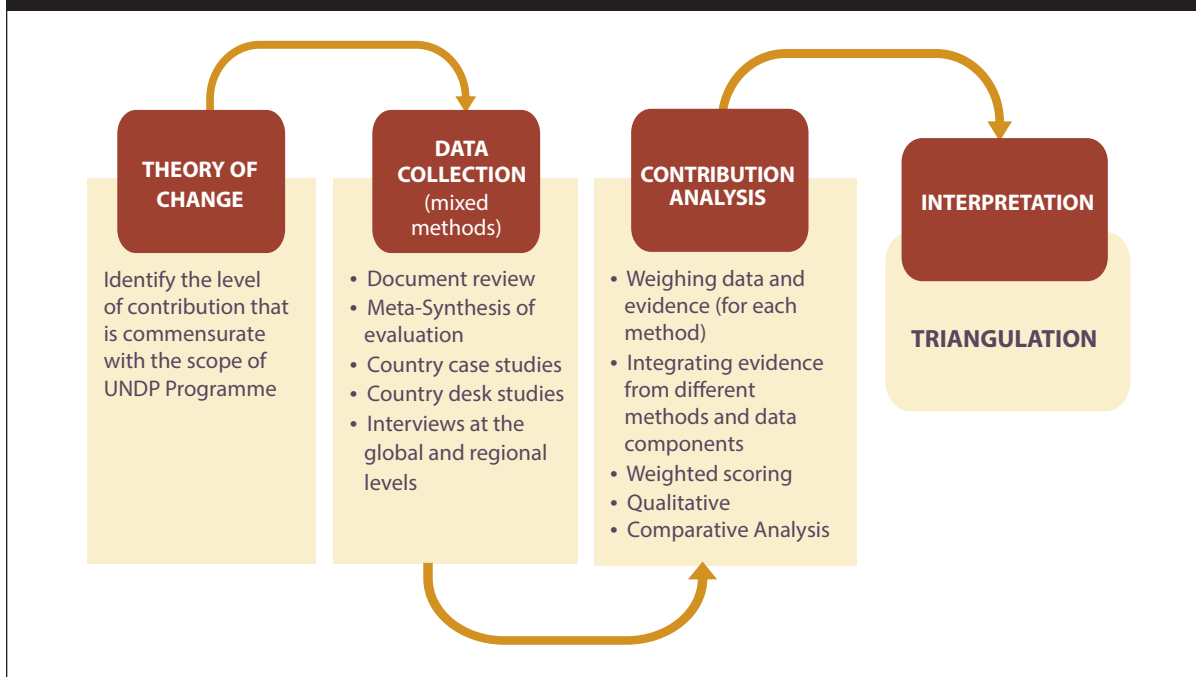 THEORY OF
CHANGE
Identify the level
of contribution that
is commensurate
with the scope of
UNDP Programme
DATA
COLLECTION
(mixed
methods)
• Document review
• Meta-Synthesis of
evaluation
• Country case studies
• Country desk studies
• Interviews at the
global and regional
levels
CONTRIBUTION
ANALYSIS
• Weighing data and
evidence (for each
method)
• Integrating evidence
from different
methods and data
components
• Weighted scoring
• Qualitative
• Comparative Analysis
INTERPRETATION
TRIANGULATION